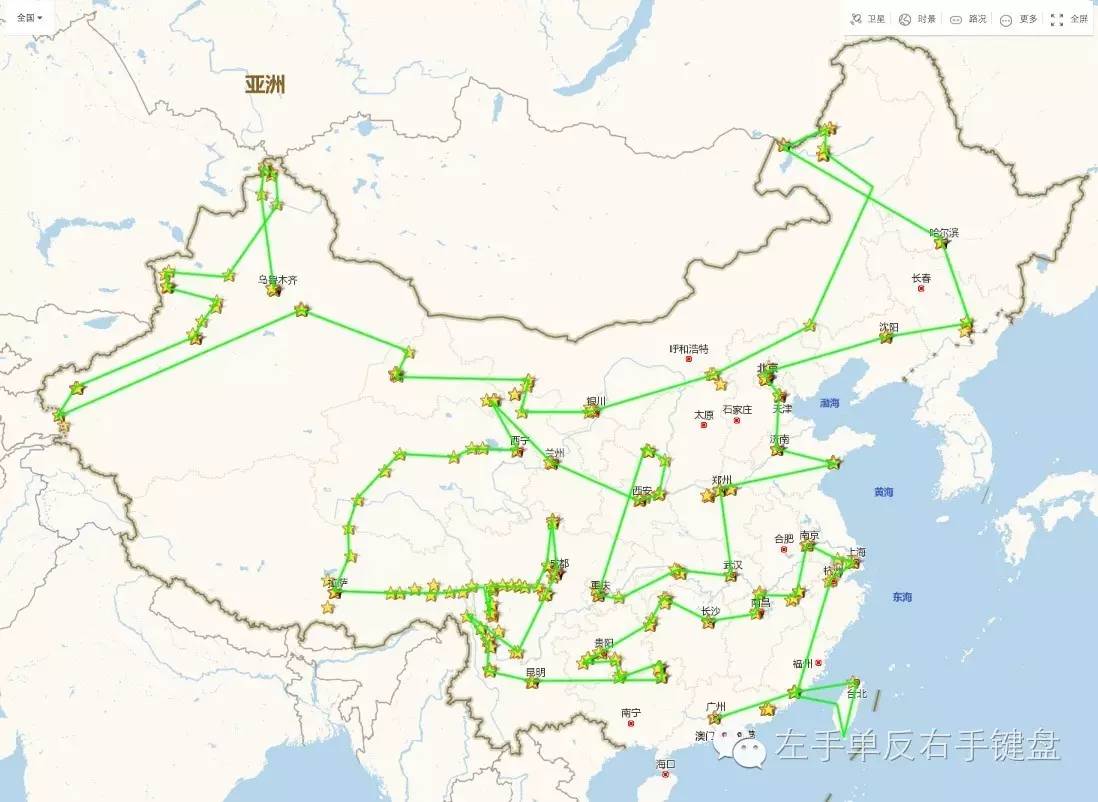 全国
卫星
时景
路况
更多
全屏
亚洲
哈尔滨
长春
乌鲁木齐
沈阳
呼和浩特
北京
银川
天津
渤海
太原
石家庄
西宁
济南
兰州
西安
郑州
黄海
合肥
南京
上海
成都
武汉
杭州
拉萨
重庆
南昌
东海
长沙
贵阳
福州
昆明
台北
广州
南宁
澳门
海口
左手单反右手键盘